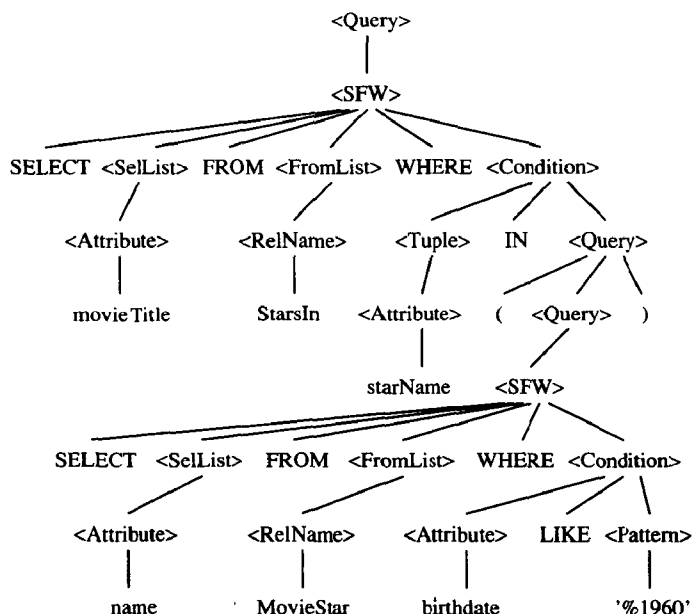 <Query>
<SFW>
SELECT <SelList> FROM <FromList> WHERE <Condition>
<Attribute> <RelName> <Tuple> IN <Query>
movieTitle StarsIn <Attribute> ( <Query> )
starName <SFW>
SELECT <SelList> FROM <FromList> WHERE <Condition>
<Attribute> <RelName> <Attribute> LIKE <Pattern>
name MovieStar birthdate '%1960'